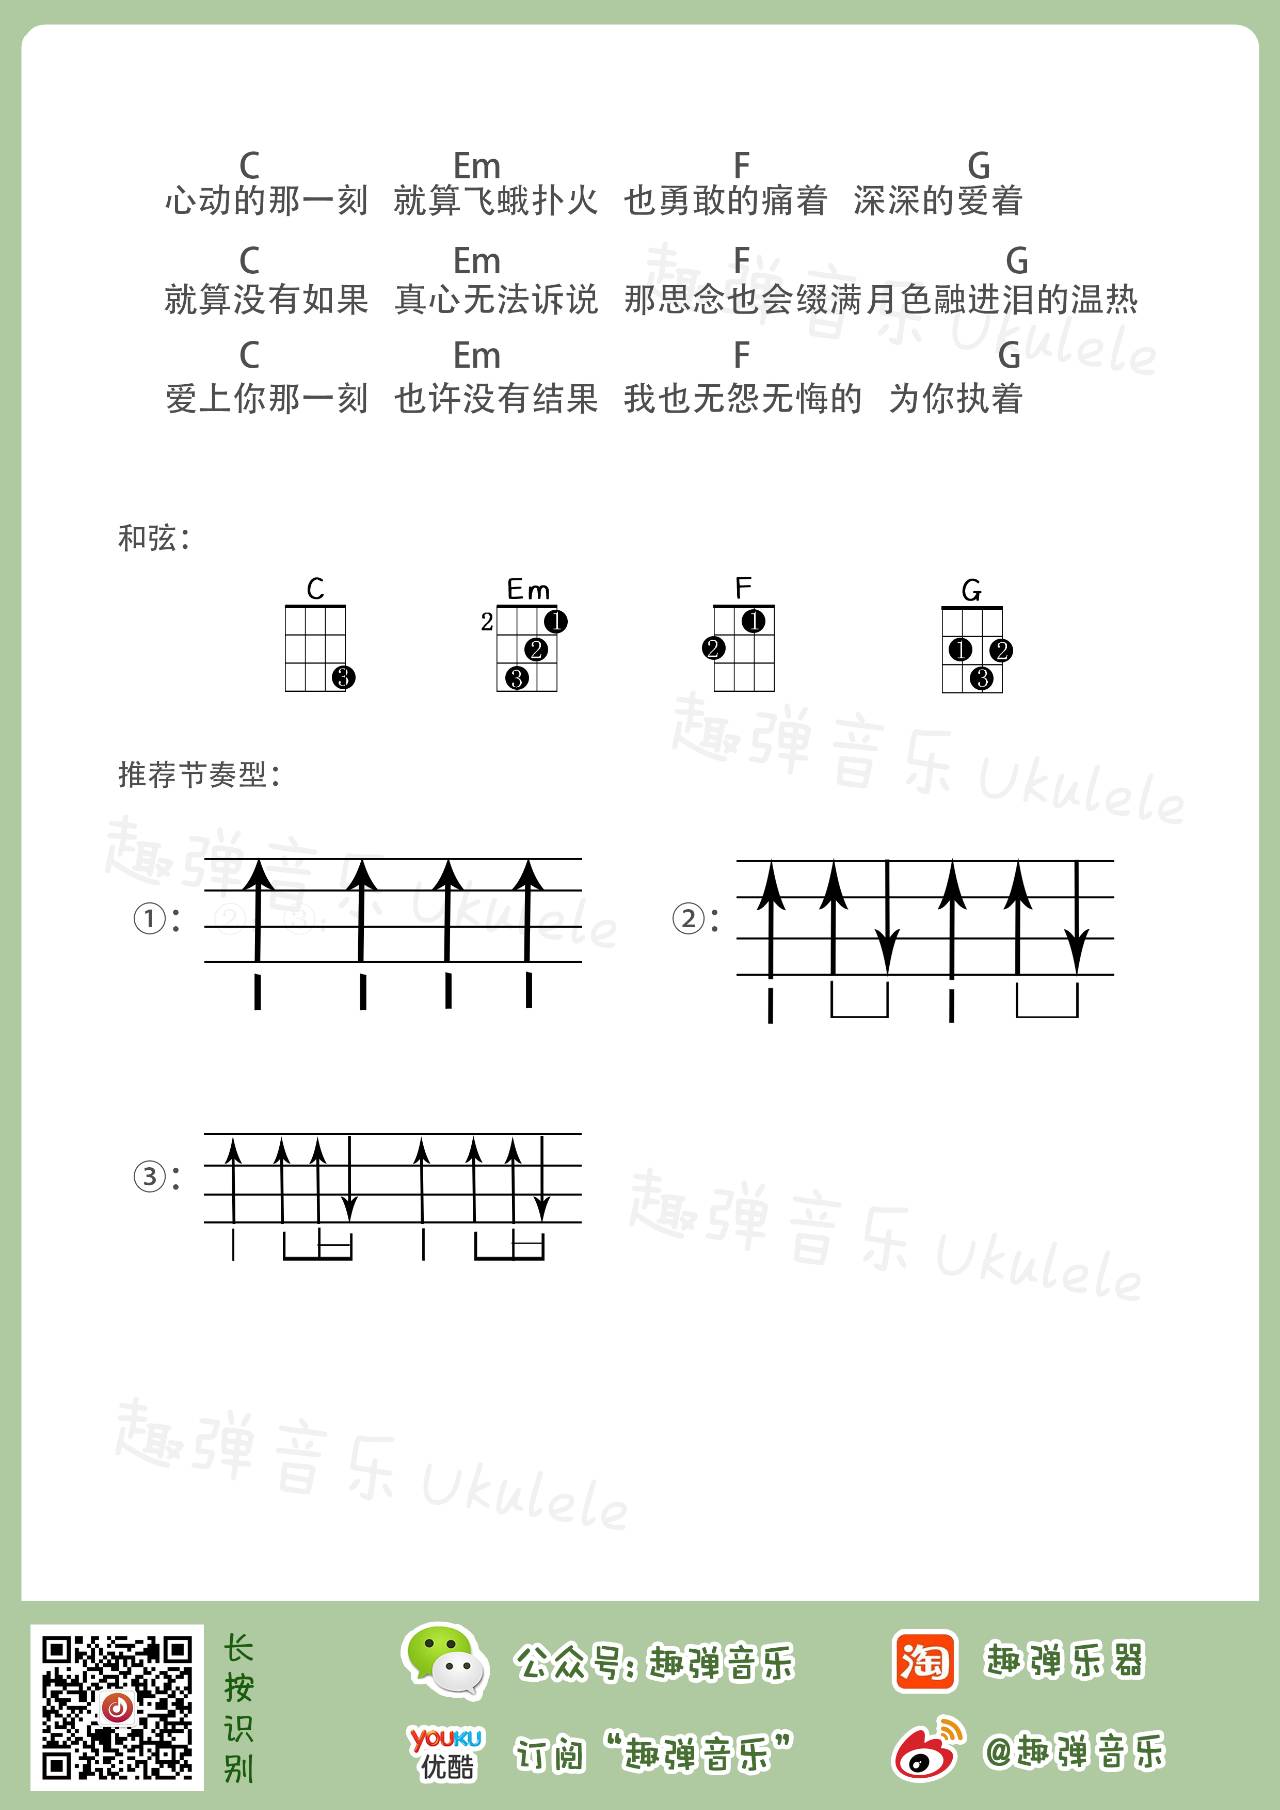 C Em F G
心动的那一刻 就算飞蛾扑火 也勇敢的痛着 深深的爱着
C Em F G
就算没有如果 真心无法诉说 那思念也会缀满月色融进泪的温热
C Em F G
爱上你那一刻 也许没有结果 我也无怨无悔的 为你执着
和弦：
C Em F G
2 1 2 3 3 1 2 1 2 3
推荐节奏型：
①： ②：
③：
趣弹音乐 Ukulele
趣弹音乐 Ukulele
趣弹音乐 Ukulele
趣弹音乐 Ukulele
趣弹音乐 Ukulele
长按识别
公众号：趣弹音乐
趣弹乐器
淘
YOUKU
优酷
订阅“趣弹音乐”
@趣弹音乐